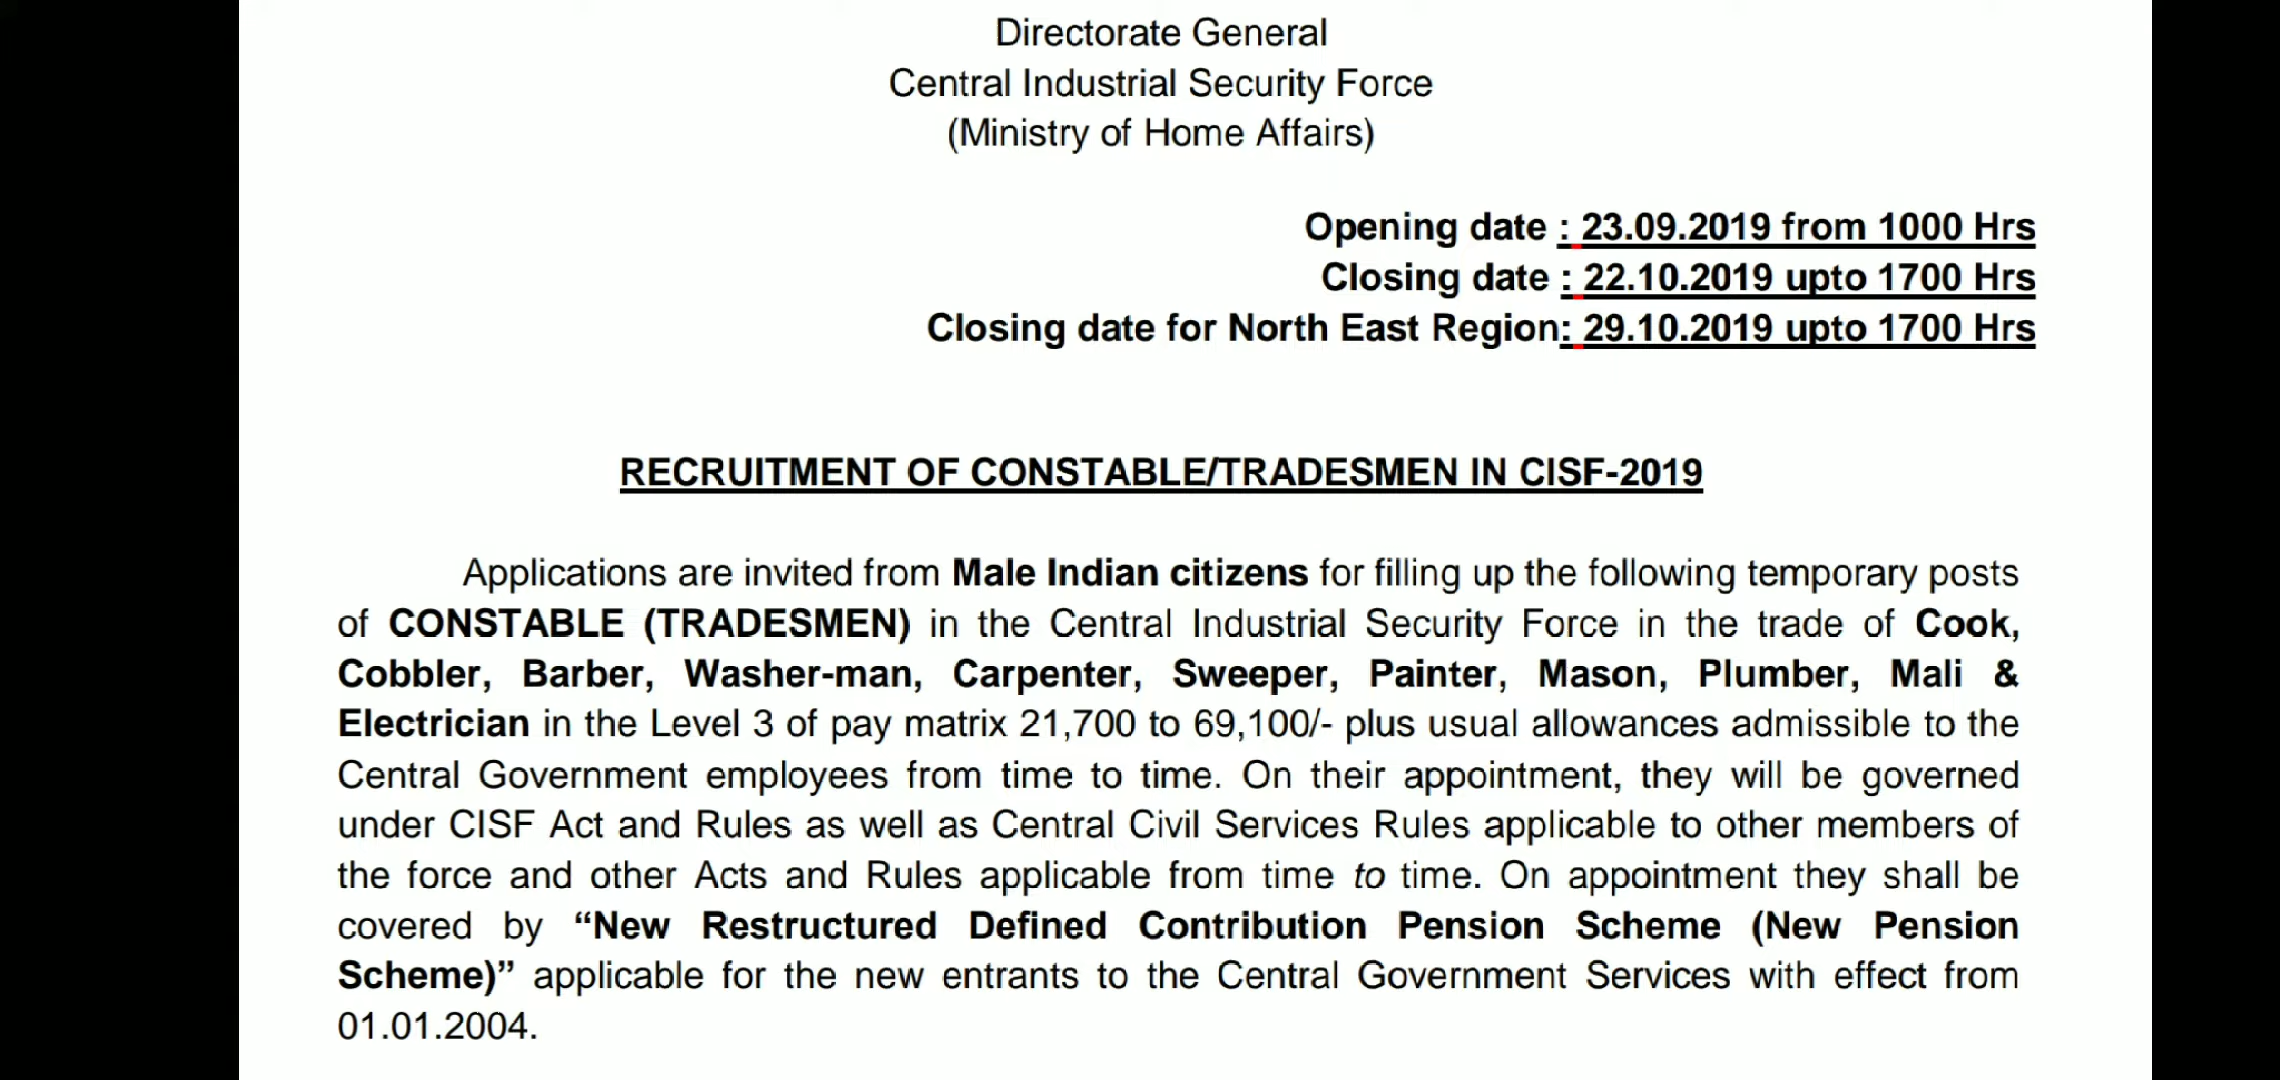 Directorate General
Central Industrial Security Force
(Ministry of Home Affairs)
Opening date : 23.09.2019 from 1000 Hrs
Closing date : 22.10.2019 upto 1700 Hrs
Closing date for North East Region: 29.10.2019 upto 1700 Hrs
RECRUITMENT OF CONSTABLE/TRADESMEN IN CISF-2019
Applications are invited from Male Indian citizens for filling up the following temporary posts
of CONSTABLE (TRADESMEN) in the Central Industrial Security Force in the trade of Cook,
Cobbler, Barber, Washer-man, Carpenter, Sweeper, Painter, Mason, Plumber, Mali &
Electrician in the Level 3 of pay matrix 21,700 to 69,100/- plus usual allowances admissible to the
Central Government employees from time to time. On their appointment, they will be governed
under CISF Act and Rules as well as Central Civil Services Rules applicable to other members of
the force and other Acts and Rules applicable from time to time. On appointment they shall be
covered by “New Restructured Defined Contribution Pension Scheme (New Pension
Scheme)” applicable for the new entrants to the Central Government Services with effect from
01.01.2004.